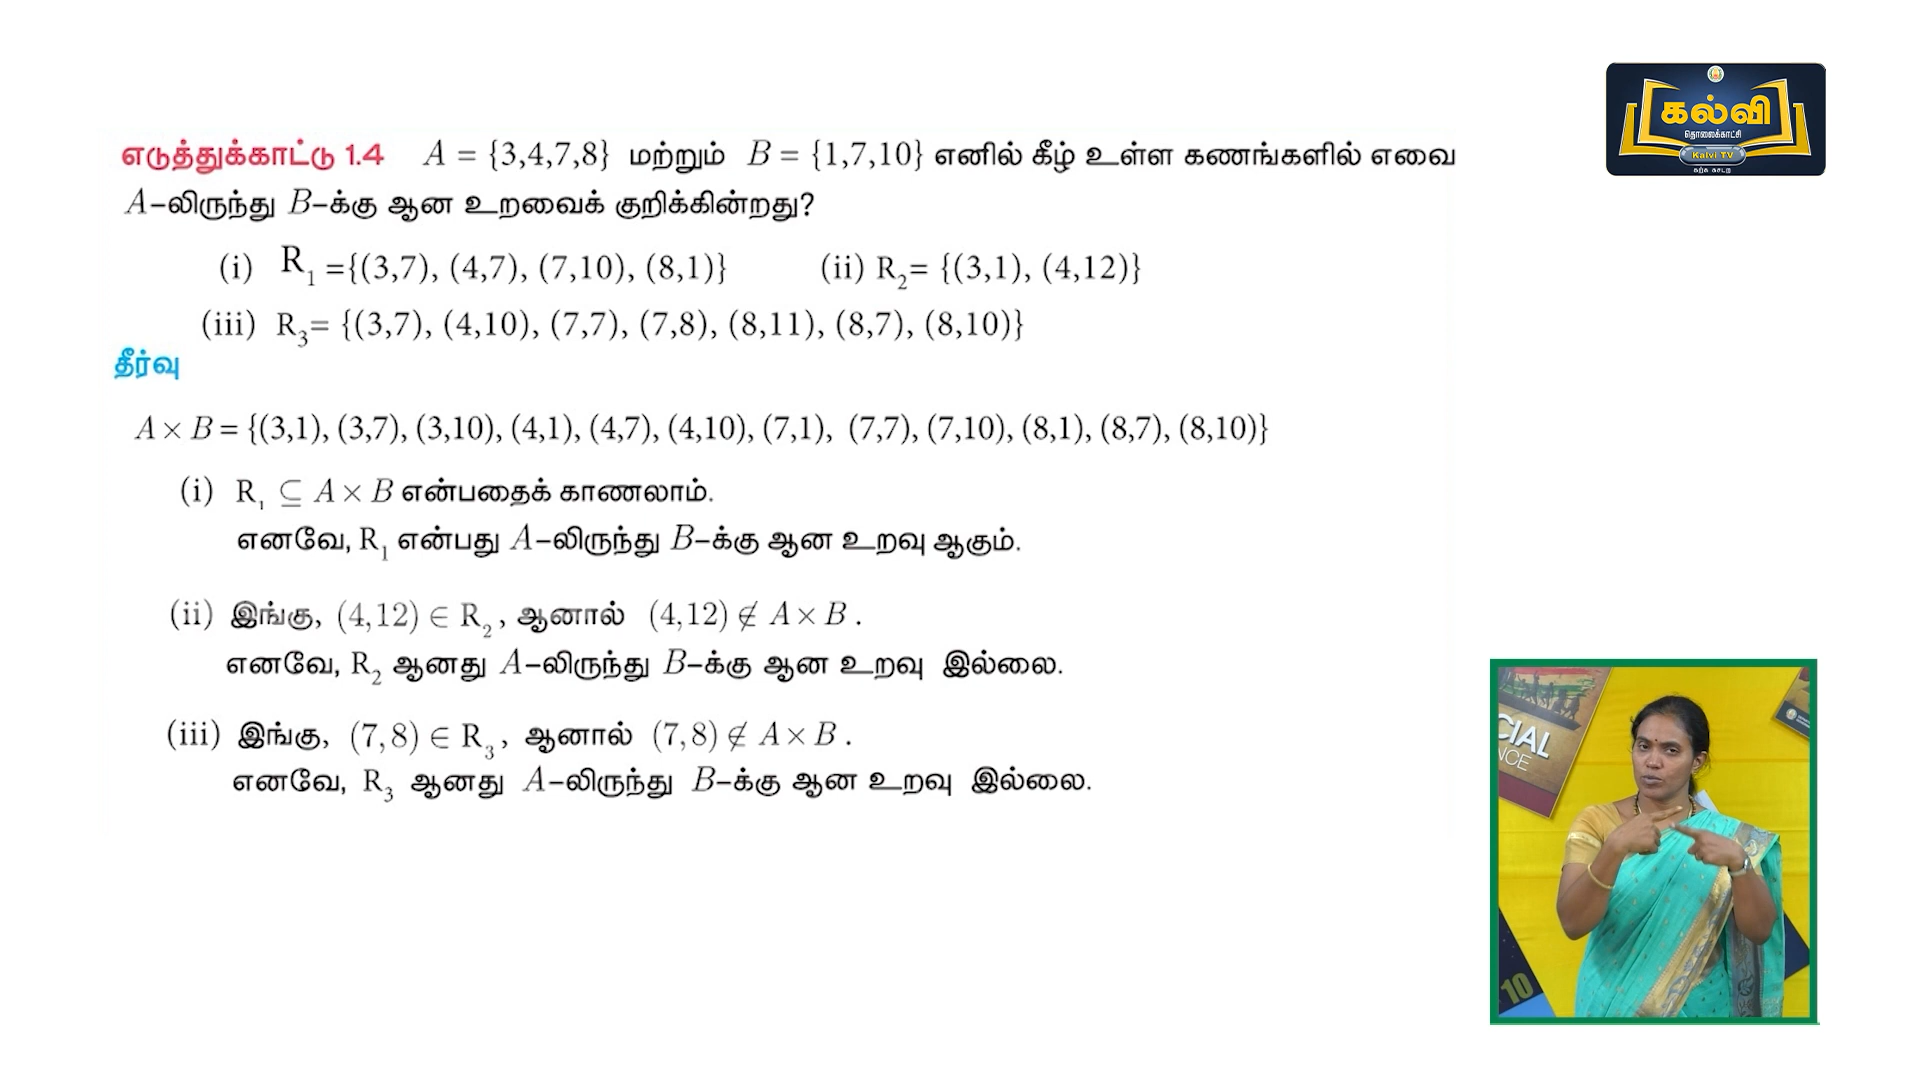 கல்வி
தொலைக்காட்சி
Kalvi TV
கற்க கசடற
எடுத்துக்காட்டு 1.4 A = {3,4,7,8} மற்றும் B = {1,7,10} எனில் கீழ் உள்ள கணங்களில் எவை
A–லிருந்து B–க்கு ஆன உறவைக் குறிக்கின்றது?
(i) R₁ ={(3,7), (4,7), (7,10), (8,1)} (ii) R₂= {(3,1), (4,12)}
(iii) R₃= {(3,7), (4,10), (7,7), (7,8), (8,11), (8,7), (8,10)}
தீர்வு
A × B = {(3,1), (3,7), (3,10), (4,1), (4,7), (4,10), (7,1), (7,7), (7,10), (8,1), (8,7), (8,10)}
(i) R₁ ⊆ A × B என்பதைக் காணலாம்.
எனவே, R₁ என்பது A–லிருந்து B–க்கு ஆன உறவு ஆகும்.
(ii) இங்கு, (4,12) ∈ R₂, ஆனால் (4,12) ∉ A × B .
எனவே, R₂ ஆனது A–லிருந்து B–க்கு ஆன உறவு இல்லை.
(iii) இங்கு, (7,8) ∈ R₃, ஆனால் (7,8) ∉ A × B .
எனவே, R₃ ஆனது A–லிருந்து B–க்கு ஆன உறவு இல்லை.
CIAL
NCE
10